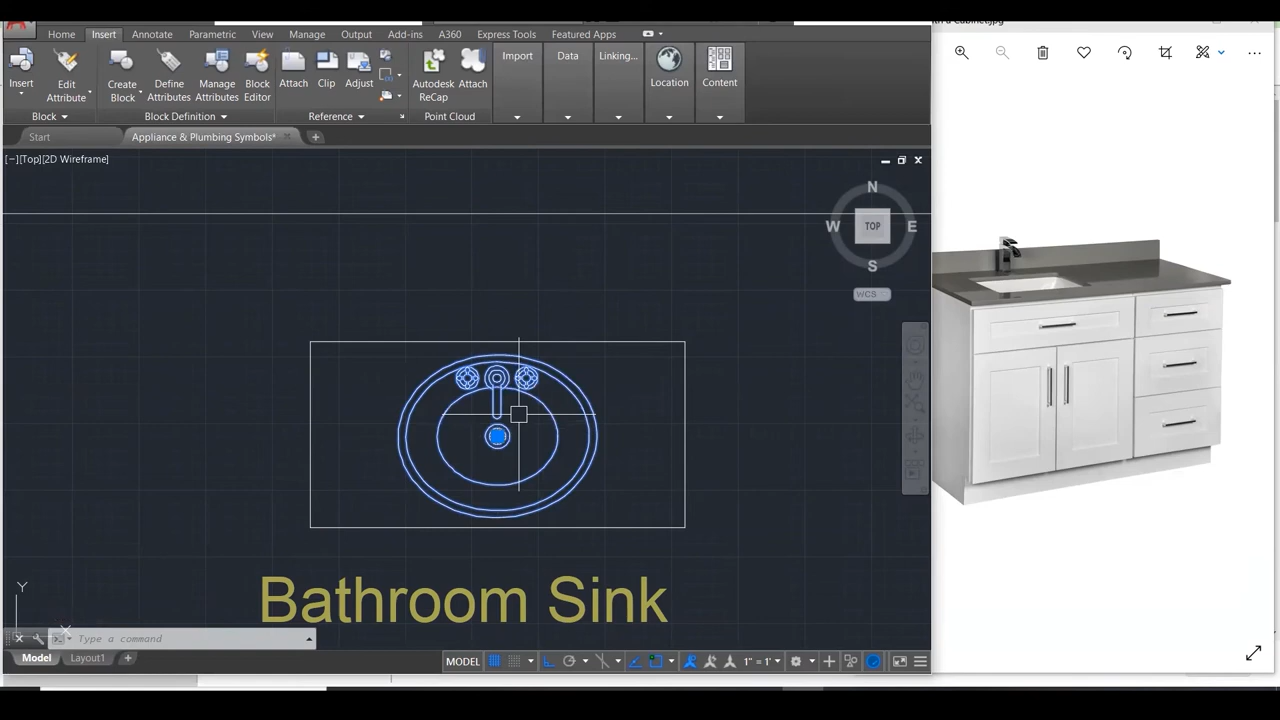 Home Insert Annotate Parametric View Manage Output Add-ins A360 Express Tools Featured Apps
Insert
Edit
Attribute
Create
Block
Define
Attributes
Manage
Attributes
Block
Editor
Attach
Clip
Adjust
Autodesk
ReCap
Attach
Import
Data
Linking...
Location
Content
Block
Block Definition
Reference
Point Cloud
Start
Appliance & Plumbing Symbols*
[−][Top][2D Wireframe]
N
W
TOP
E
S
WCS
Bathroom Sink
Y
X
Type a command
Model
Layout1
MODEL
1" = 1'